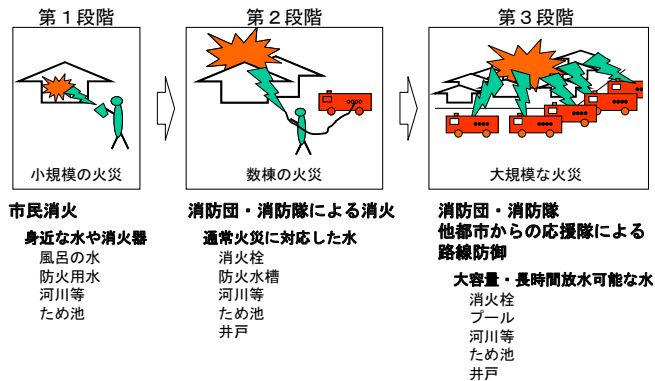 第１段階
小規模の火災
市民消火
身近な水や消火器
風呂の水
防火用水
河川等
ため池
第２段階
数棟の火災
消防団・消防隊による消火
通常火災に対応した水
消火栓
防火水槽
河川等
ため池
井戸
第３段階
大規模な火災
消防団・消防隊
他都市からの応援隊による
路線防御
大容量・長時間放水可能な水
消火栓
プール
河川等
ため池
井戸